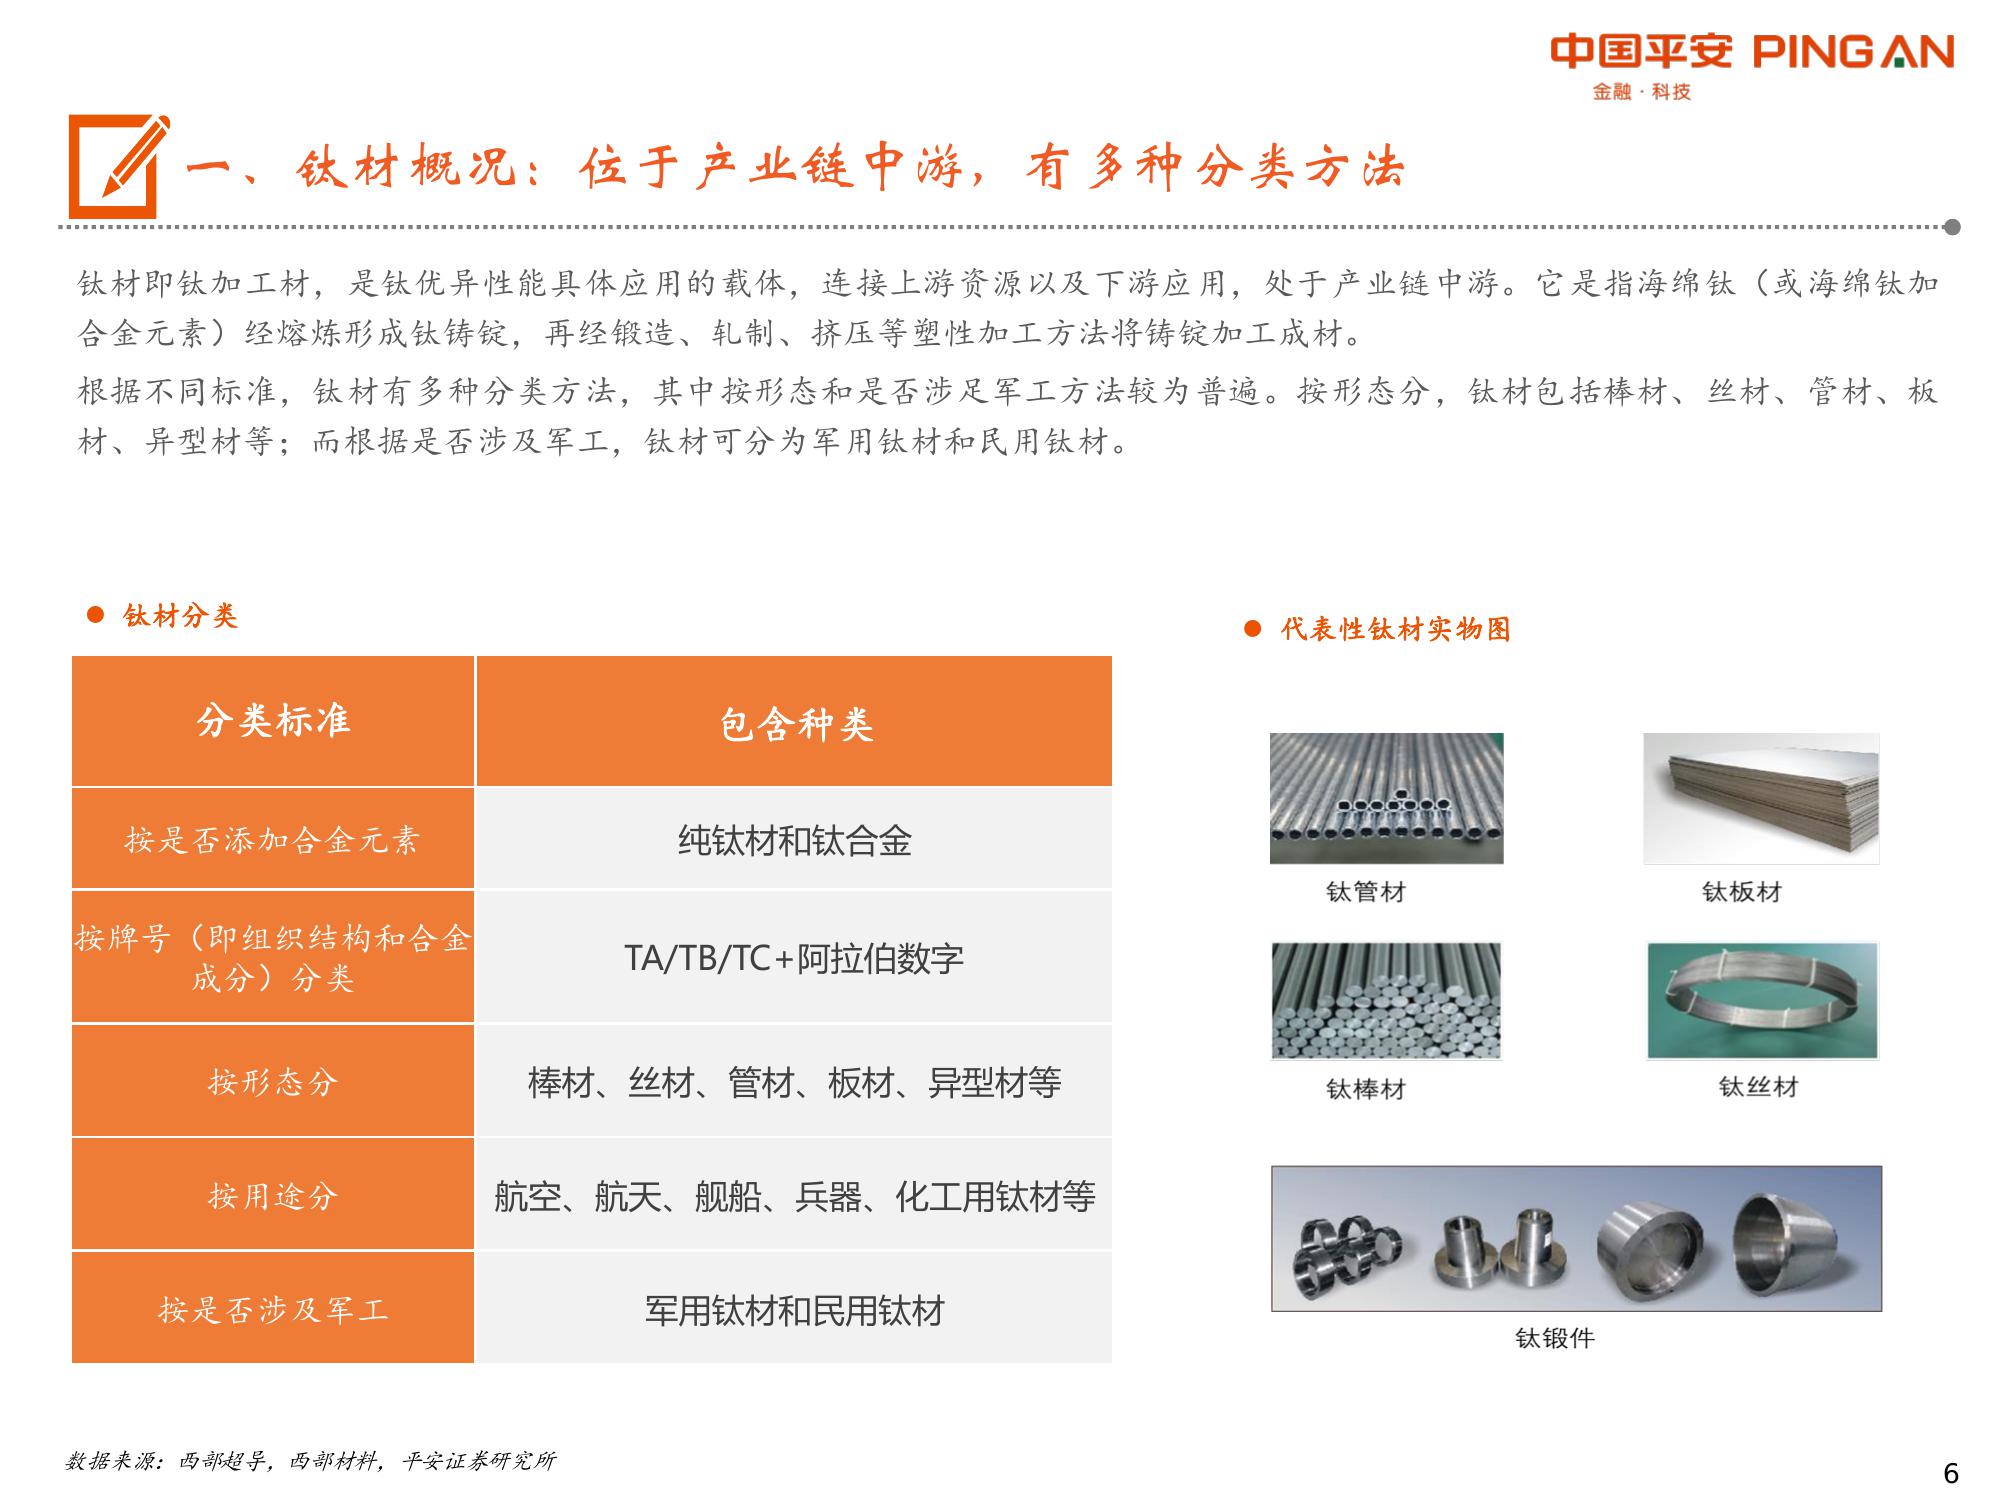 中国平安 PING AN
金融·科技
一、钛材概况：位于产业链中游，有多种分类方法
钛材即钛加工材，是钛优异性能具体应用的载体，连接上游资源以及下游应用，处于产业链中游。它是指海绵钛（或海绵钛加
合金元素）经熔炼形成钛铸锭，再经锻造、轧制、挤压等塑性加工方法将铸锭加工成材。
根据不同标准，钛材有多种分类方法，其中按形态和是否涉足军工方法较为普遍。按形态分，钛材包括棒材、丝材、管材、板
材、异型材等；而根据是否涉及军工，钛材可分为军用钛材和民用钛材。
钛材分类
分类标准
包含种类
按是否添加合金元素
纯钛材和钛合金
按牌号（即组织结构和合金
成分）分类
TA/TB/TC+阿拉伯数字
按形态分
棒材、丝材、管材、板材、异型材等
按用途分
航空、航天、舰船、兵器、化工用钛材等
按是否涉及军工
军用钛材和民用钛材
代表性钛材实物图
钛管材
钛板材
钛棒材
钛丝材
钛锻件
数据来源：西部超导，西部材料，平安证券研究所
6